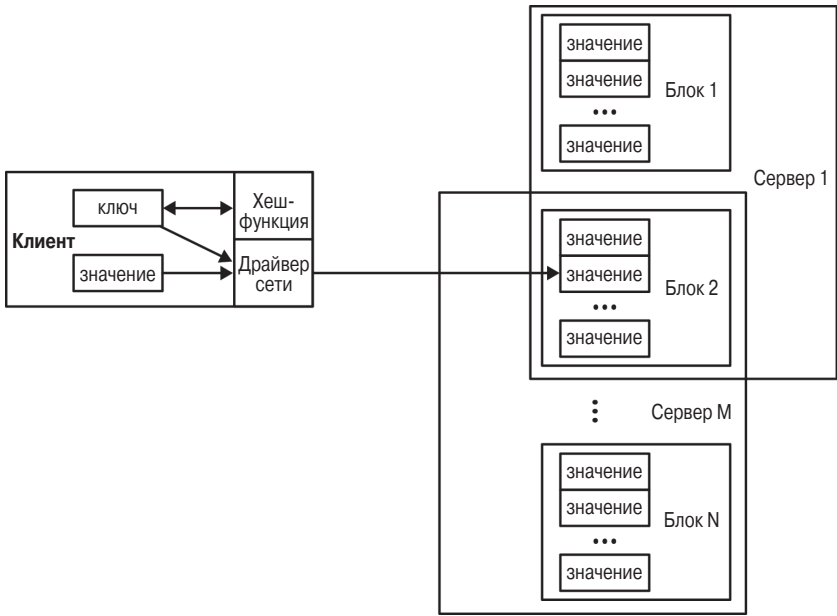 Клиент
ключ
значение
Хеш-
функция
Драйвер
сети
значение
значение
...
значение
Блок 1
Сервер 1
значение
значение
...
значение
Блок 2
...
Сервер M
значение
значение
...
значение
Блок N